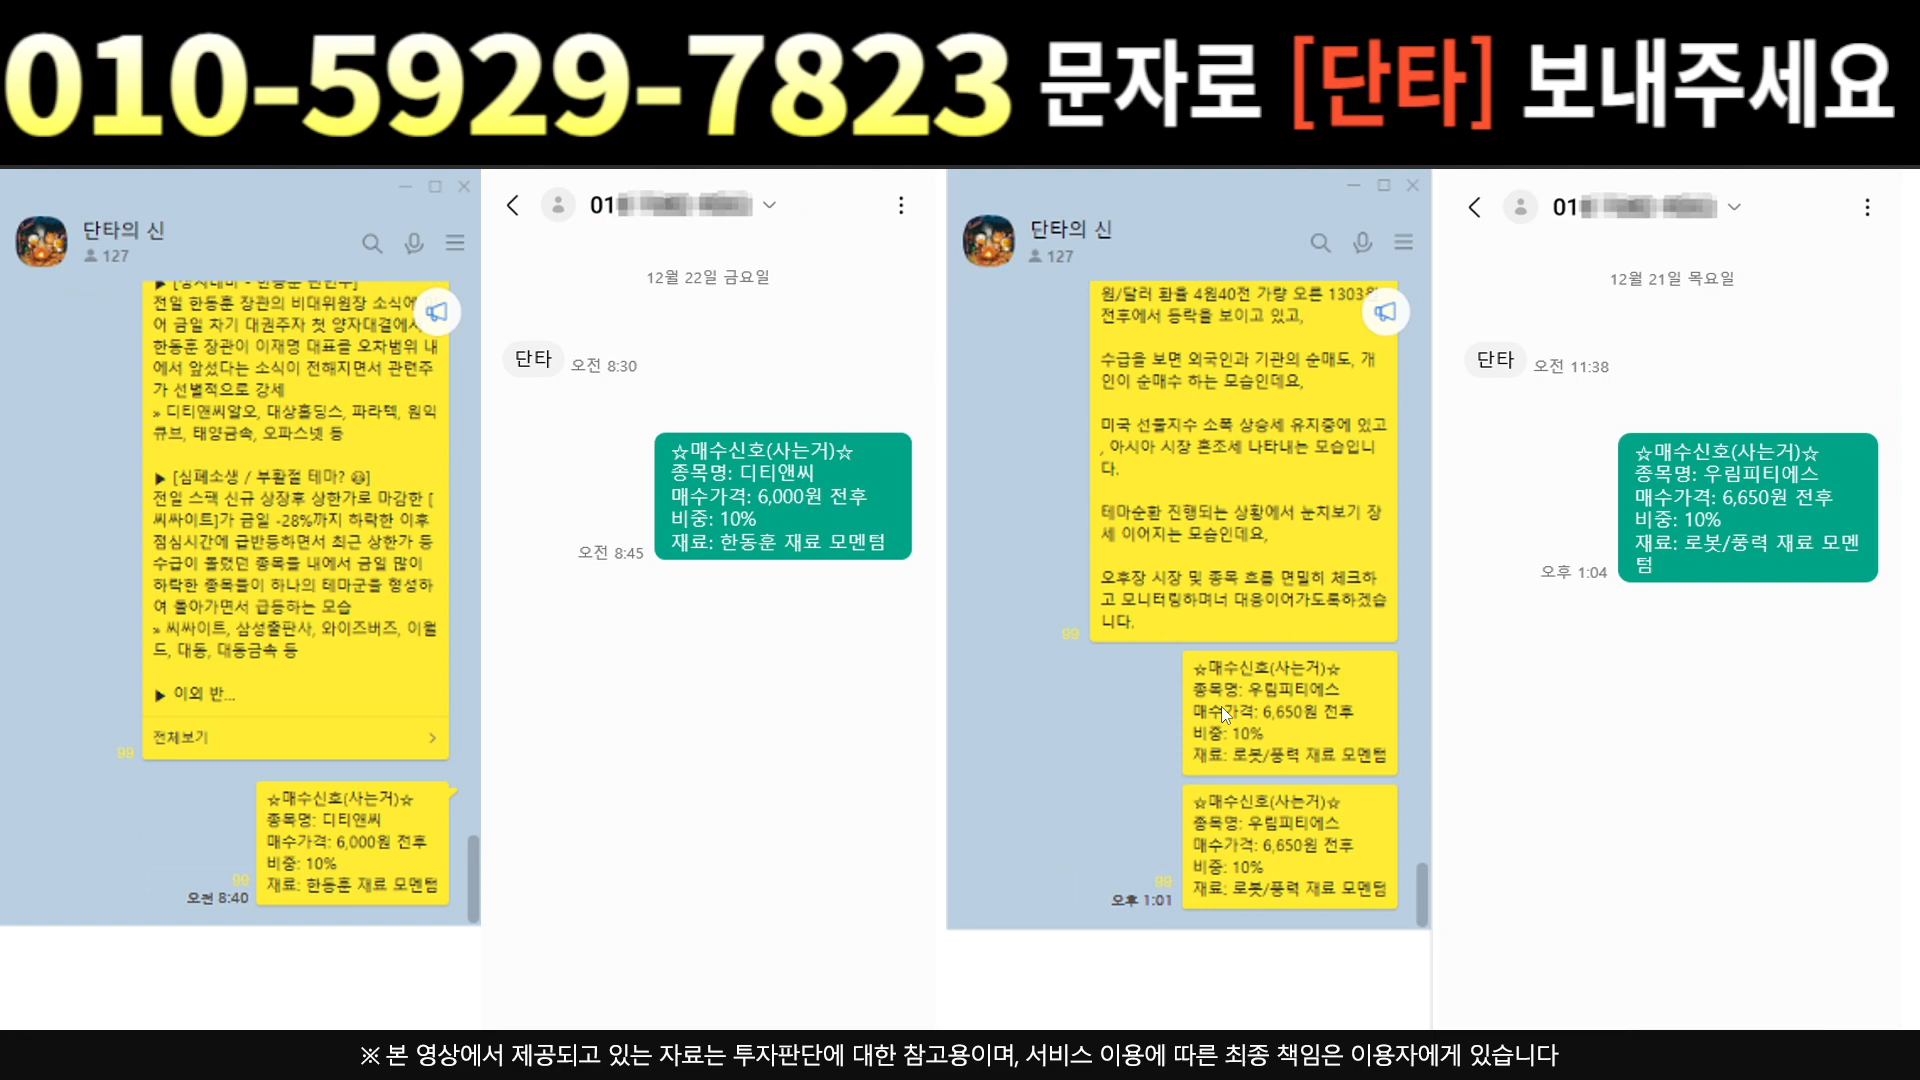 010-5929-7823 문자로 [단타] 보내주세요
단타의 신
127
전일 한동훈 장관의 비대위원장 소식에
어 금일 차기 대권주자 첫 양자대결에서
한동훈 장관이 이재명 대표를 오차범위 내
에서 앞섰다는 소식이 전해지면서 관련주
가 선별적으로 강세
» 디티앤씨알오, 대상홀딩스, 파라텍, 원익
큐브, 태양금속, 오파스넷 등
▶ [심폐소생 / 부활절 테마? 😃]
전일 스팩 신규 상장후 상한가로 마감한 [
씨싸이트]가 금일 -28%까지 하락한 이후
점심시간에 급반등하면서 최근 상한가 등
수급이 몰렸던 종목들 내에서 금일 많이
하락한 종목들이 하나의 테마군을 형성하
여 돌아가면서 급등하는 모습
» 씨싸이트, 삼성출판사, 와이즈버즈, 이월
드, 대동, 대동금속 등
▶ 이외 반...
전체보기
99
☆매수신호(사는거)☆
종목명: 디티앤씨
매수가격: 6,000원 전후
비중: 10%
재료: 한동훈 재료 모멘텀
99
오전 8:40
01
12월 22일 금요일
단타
오전 8:30
☆매수신호(사는거)☆
종목명: 디티앤씨
매수가격: 6,000원 전후
비중: 10%
재료: 한동훈 재료 모멘텀
오전 8:45
단타의 신
127
원/달러 환율 4원40전 가량 오른 1303원
전후에서 등락을 보이고 있고,
수급을 보면 외국인과 기관의 순매도, 개
인이 순매수 하는 모습인데요,
미국 선물지수 소폭 상승세 유지중에 있고
, 아시아 시장 혼조세 나타내는 모습입니
다.
테마순환 진행되는 상황에서 눈치보기 장
세 이어지는 모습인데요,
오후장 시장 및 종목 흐름 면밀히 체크하
고 모니터링하며너 대응이어가도록하겠습
니다.
99
☆매수신호(사는거)☆
종목명: 우림피티에스
매수가격: 6,650원 전후
비중: 10%
재료: 로봇/풍력 재료 모멘텀
☆매수신호(사는거)☆
종목명: 우림피티에스
매수가격: 6,650원 전후
비중: 10%
재료: 로봇/풍력 재료 모멘텀
99
오후 1:01
01
12월 21일 목요일
단타
오전 11:38
☆매수신호(사는거)☆
종목명: 우림피티에스
매수가격: 6,650원 전후
비중: 10%
재료: 로봇/풍력 재료 모멘
텀
오후 1:04
※ 본 영상에서 제공되고 있는 자료는 투자판단에 대한 참고용이며, 서비스 이용에 따른 최종 책임은 이용자에게 있습니다